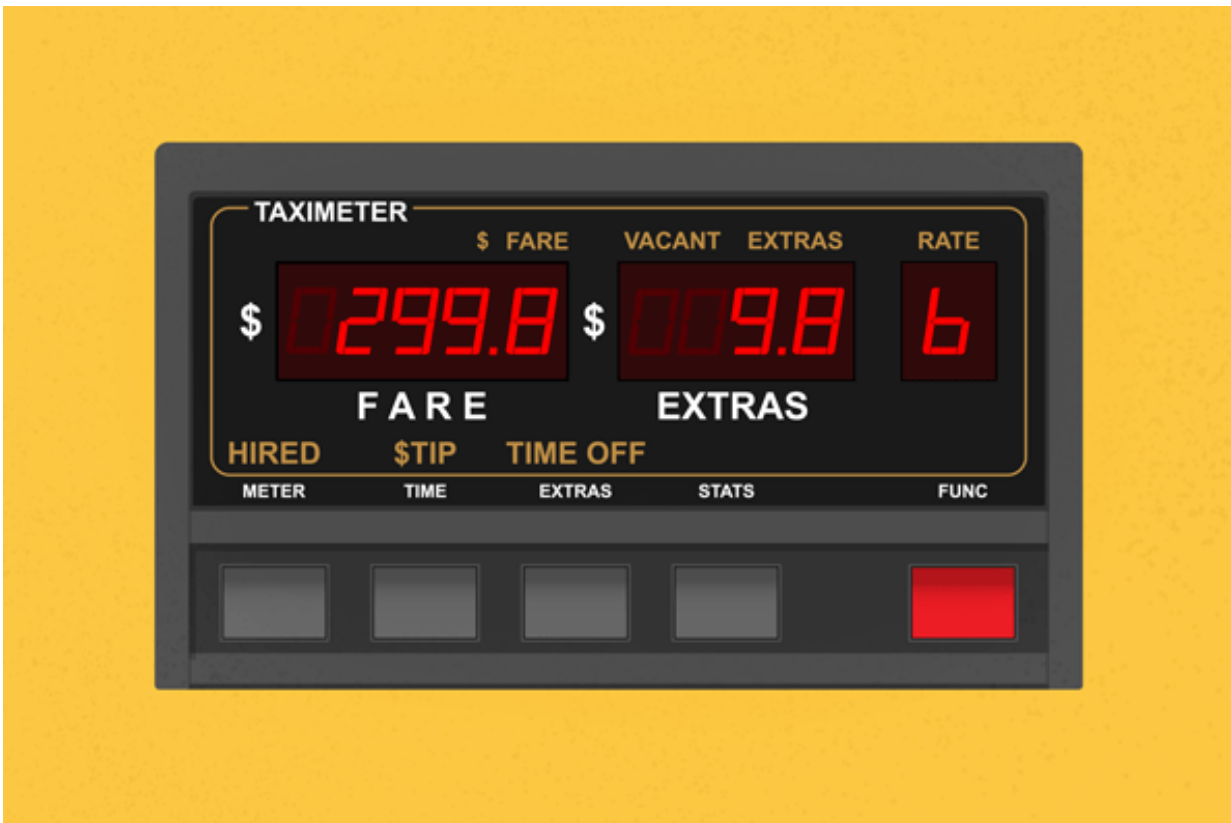 TAXIMETER
$ FARE VACANT EXTRAS RATE
$ 299.8 $ 9.8 b
FARE EXTRAS
HIRED $TIP TIME OFF
METER TIME EXTRAS STATS FUNC